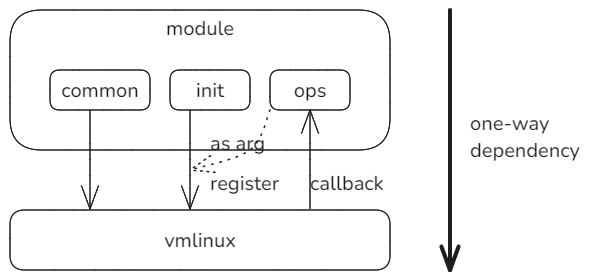 module
common
init
ops
as arg
register
callback
vmlinux
one-way
dependency